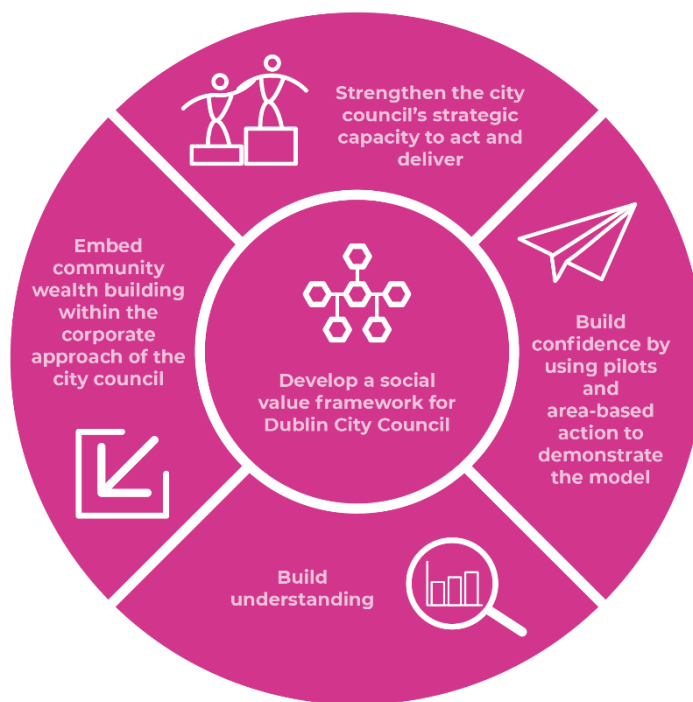 Strengthen the city
council's strategic
capacity to act and
deliver
Embed
community
wealth building
within the
corporate
approach of the
city council
Develop a social
value framework for
Dublin City Council
Build
confidence by
using pilots
and
area-based
action to
demonstrate
the model
Build
understanding